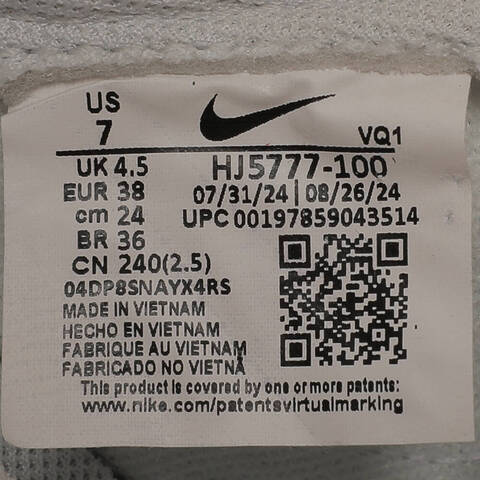 US
7
VQ1
UK 4.5
HJ5777-100
EUR 38
07/31/24 | 08/26/24
cm 24
UPC 00197859043514
BR 36
CN 240(2.5)
04DP8SNAYX4RS
MADE IN VIETNAM
HECHO EN VIETNAM
FABRIQUE AU VIETNAM
FABRICADO NO VIETNÃ
This product is covered by one or more patents:
www.nike.com/patentsvirtualmarking